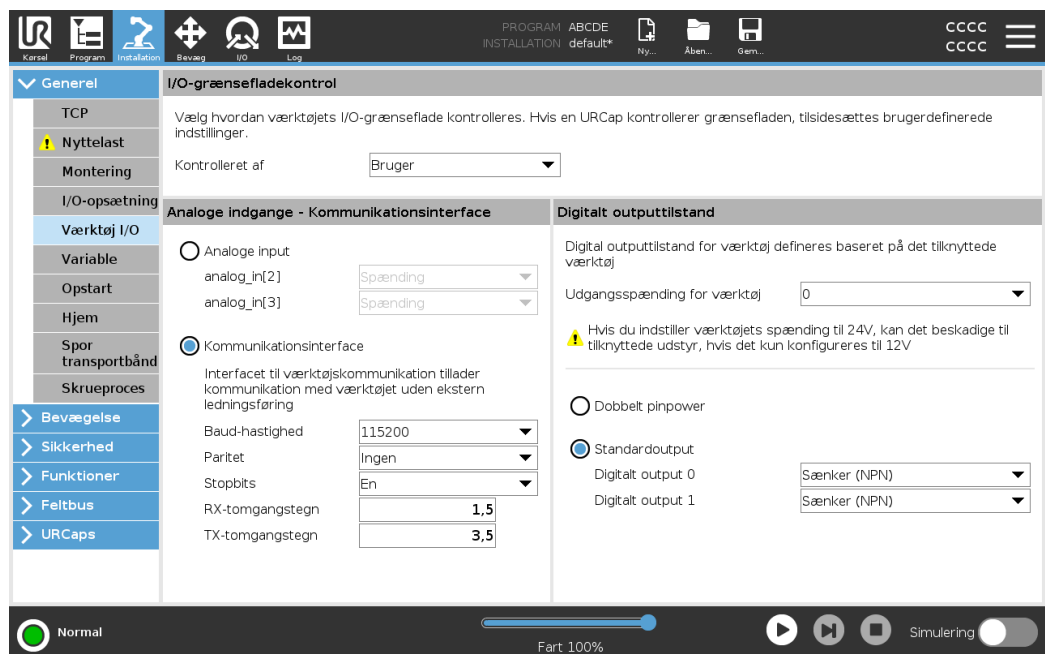 UR
Kørsel
Program
Installation
Bevæg
I/O
Log
PROGRAM ABCDE
INSTALLATION default*
Ny...
Åben...
Gem...
CCCC
CCCC
Generel
TCP
Nyttelast
Montering
I/O-opsætning
Værktøj I/O
Variable
Opstart
Hjem
Spor
transportbånd
Skrueproces
Bevægelse
Sikkerhed
Funktioner
Feltbus
URCaps
I/O-grænsefladekontrol
Vælg hvordan værktøjets I/O-grænseflade kontrolleres. Hvis en URCap kontrollerer grænsefladen, tilsidesættes brugerdefinerede
indstillinger.
Kontrolleret af Bruger
Analoge indgange - Kommunikationsinterface
Analoge input
analog_in[2] Spænding
analog_in[3] Spænding
Kommunikationsinterface
Interfacet til værktøjskommunikation tillader
kommunikation med værktøjet uden ekstern
ledningsføring
Baud-hastighed 115200
Paritet Ingen
Stopbits En
RX-tomgangstegn 1,5
TX-tomgangstegn 3,5
Digitalt outputtilstand
Digital outputtilstand for værktøj defineres baseret på det tilknyttede
værktøj
Udgangsspænding for værktøj 0
Hvis du indstiller værktøjets spænding til 24V, kan det beskadige til
tilknyttede udstyr, hvis det kun konfigureres til 12V
Dobbelt pinpower
Standardoutput
Digitalt output 0 Sænker (NPN)
Digitalt output 1 Sænker (NPN)
Normal
Fart 100%
Simulering